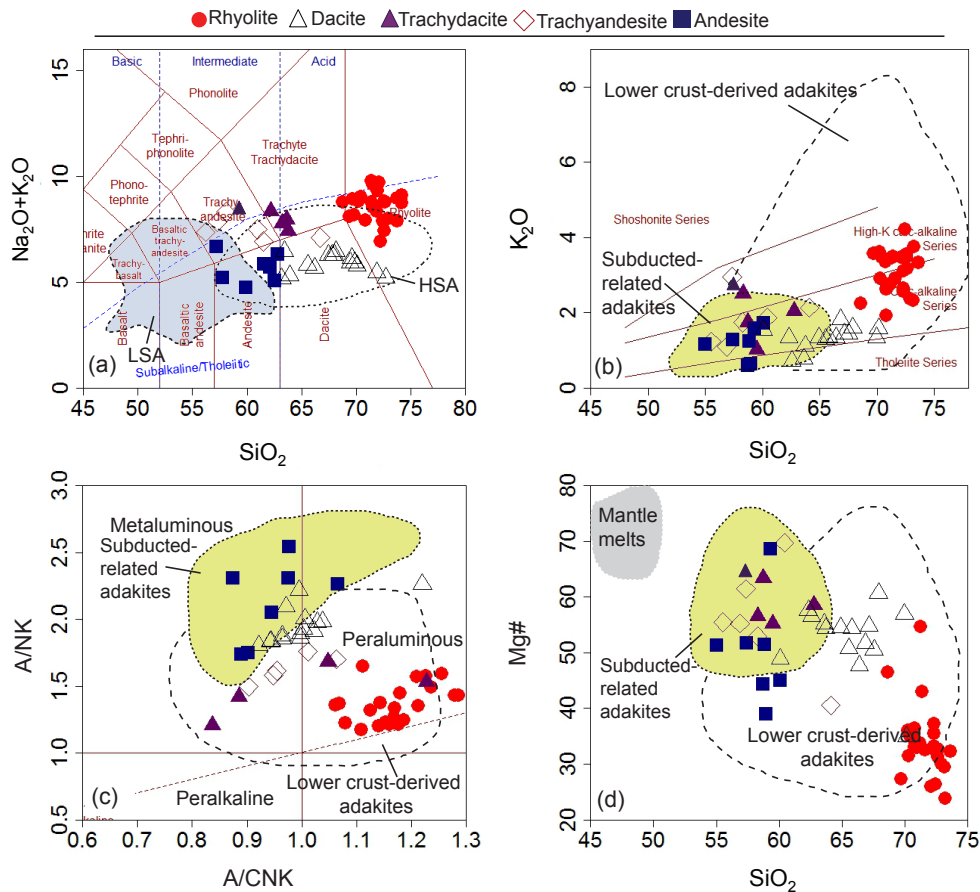 Rhyolite Dacite Trachydacite Trachyandesite Andesite
Basic Intermediate Acid
Phonolite
Tephri-
phonolite
Trachyte
Trachydacite
Phono-
tephrite
Trachy
andesite
Rhyolite
Basaltic
trachy-
andesite
Trachy-
basalt
HSA
LSA
Basalt
Basaltic
andesite
Andesite
Dacite
Subalkaline/Tholeiitic
(a)
Na2O+K2O
0 5 10 15
45 50 55 60 65 70 75 80
SiO2
Lower crust-derived adakites
Shoshonite Series
High-K calc-alkaline
Series
Subducted-
related
adakites
Series
Tholeiite Series
(b)
K2O
0 2 4 6 8
50 55 60 65 70 75
SiO2
Metaluminous
Subducted-
related
adakites
Peraluminous
Lower crust-derived
adakites
Peralkaline
(c)
A/NK
0.5 1.0 1.5 2.0 2.5 3.0
0.6 0.7 0.8 0.9 1.0 1.1 1.2 1.3
A/CNK
Mantle
melts
Subducted-
related
adakites
Lower crust-derived
adakites
(d)
Mg#
20 30 40 50 60 70 80
45 50 55 60 65 70 75
SiO2